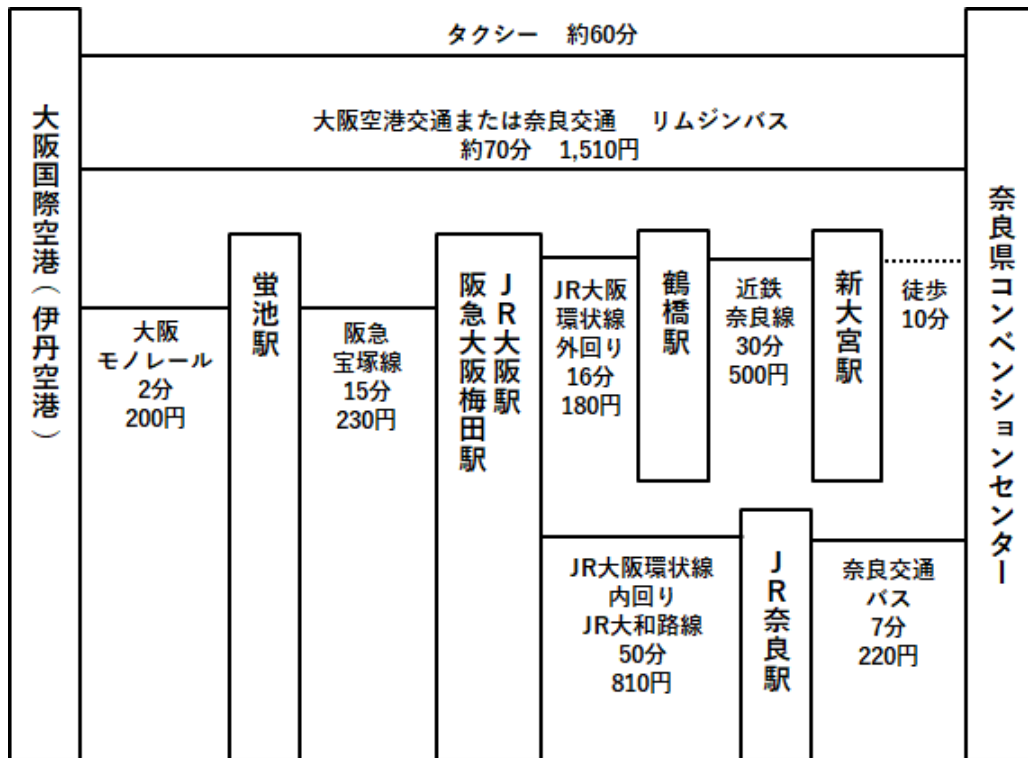 タクシー 約60分
大阪空港交通または奈良交通 リムジンバス
約70分 1,510円
大阪国際空港(伊丹空港)
大阪
モノレール
2分
200円
蛍池駅
阪急
宝塚線
15分
230円
JR大阪駅
阪急大阪梅田駅
JR大阪
環状線
外回り
16分
180円
鶴橋駅
近鉄
奈良線
30分
500円
新大宮駅
徒歩
10分
JR大阪環状線
内回り
JR大和路線
50分
810円
JR奈良駅
奈良交通
バス
7分
220円
奈良県コンベンションセンター